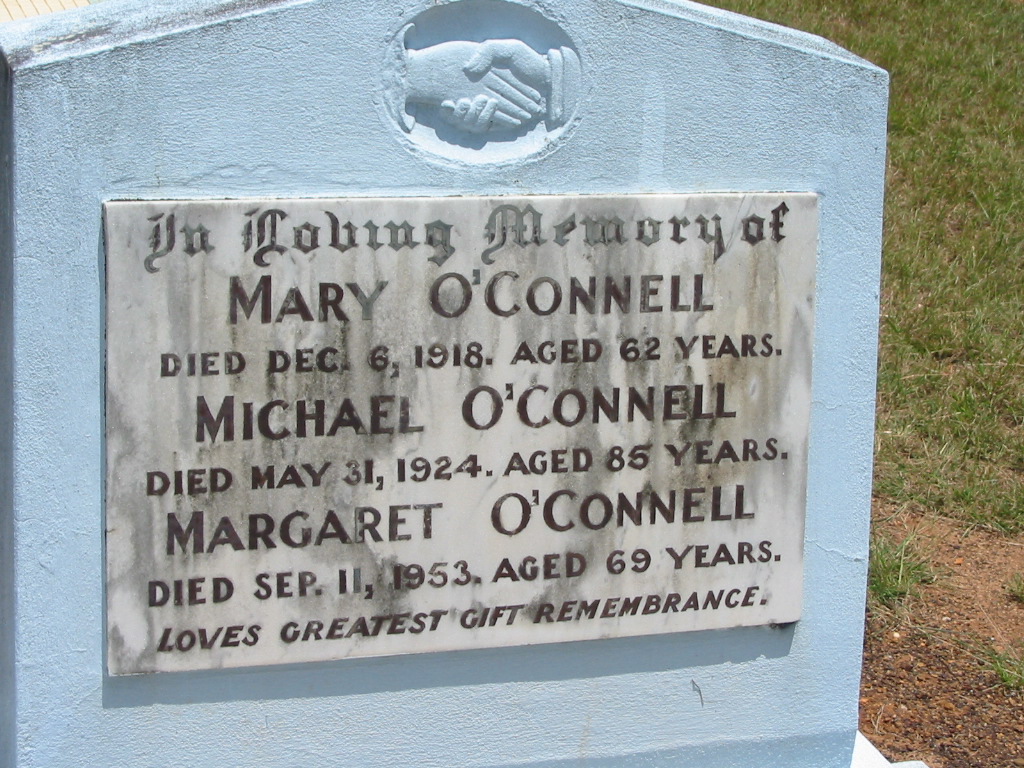 In Loving Memory of
MARY O'CONNELL
DIED DEC. 6, 1918. AGED 62 YEARS.
MICHAEL O'CONNELL
DIED MAY 31, 1924. AGED 85 YEARS.
MARGARET O'CONNELL
DIED SEP. 11, 1953. AGED 69 YEARS.
LOVES GREATEST GIFT REMEMBRANCE.